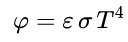 φ = ε σ T⁴